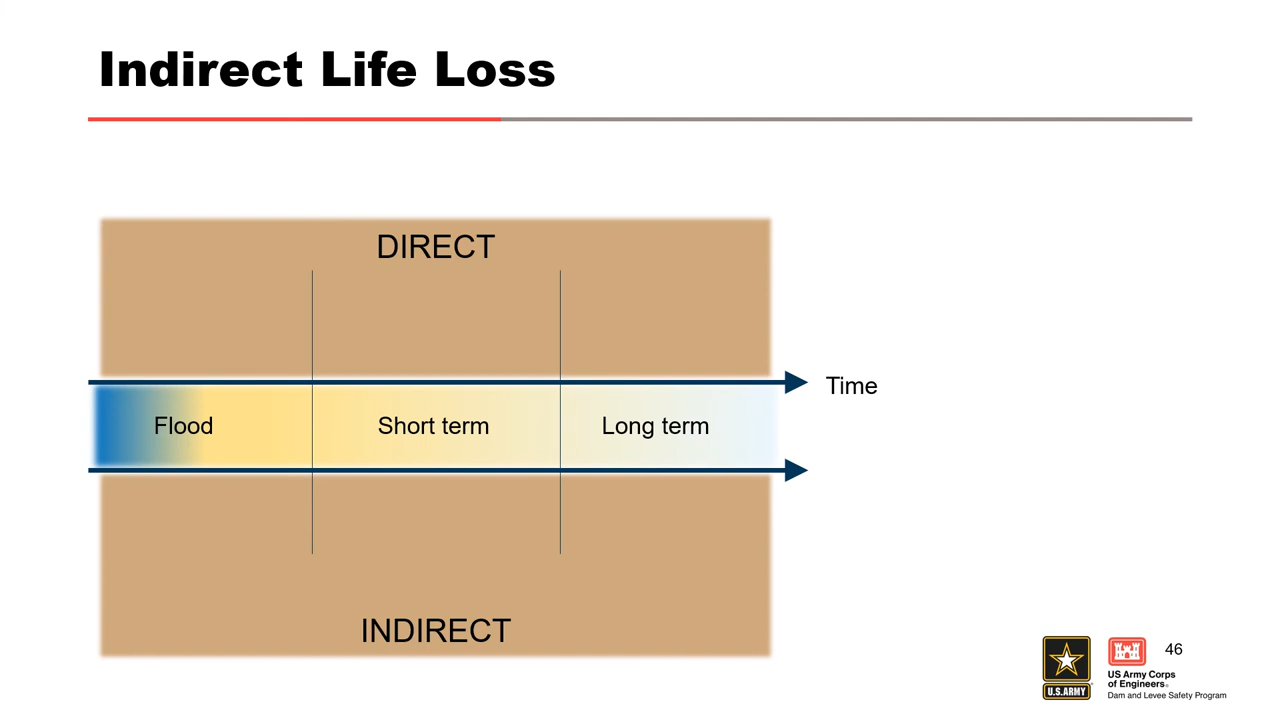 Indirect Life Loss
DIRECT
Time
Flood
Short term
Long term
INDIRECT
46
U.S.ARMY
US Army Corps
of Engineers®
Dam and Levee Safety Program